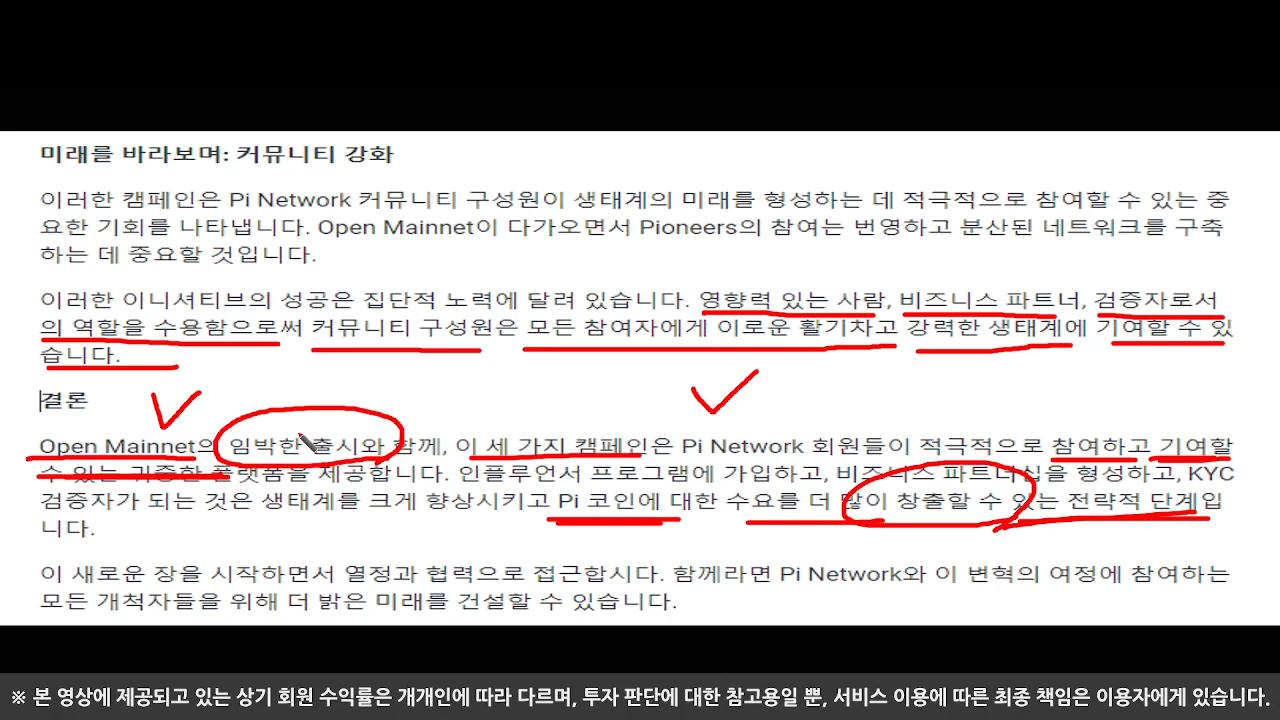 미래를 바라보며: 커뮤니티 강화
이러한 캠페인은 Pi Network 커뮤니티 구성원이 생태계의 미래를 형성하는 데 적극적으로 참여할 수 있는 중
요한 기회를 나타냅니다. Open Mainnet이 다가오면서 Pioneers의 참여는 번영하고 분산된 네트워크를 구축
하는 데 중요할 것입니다.
이러한 이니셔티브의 성공은 집단적 노력에 달려 있습니다. 영향력 있는 사람, 비즈니스 파트너, 검증자로서
의 역할을 수용함으로써 커뮤니티 구성원은 모든 참여자에게 이로운 활기차고 강력한 생태계에 기여할 수 있
습니다.
결론
Open Mainnet의 임박한 출시와 함께, 이 세 가지 캠페인은 Pi Network 회원들이 적극적으로 참여하고 기여할
수 있는 귀중한 플랫폼을 제공합니다. 인플루언서 프로그램에 가입하고, 비즈니스 파트너십을 형성하고, KYC
검증자가 되는 것은 생태계를 크게 향상시키고 Pi 코인에 대한 수요를 더 많이 창출할 수 있는 전략적 단계입
니다.
이 새로운 장을 시작하면서 열정과 협력으로 접근합시다. 함께라면 Pi Network와 이 변혁의 여정에 참여하는
모든 개척자들을 위해 더 밝은 미래를 건설할 수 있습니다.
※ 본 영상에 제공되고 있는 상기 회원 수익률은 개개인에 따라 다르며, 투자 판단에 대한 참고용일 뿐, 서비스 이용에 따른 최종 책임은 이용자에게 있습니다.